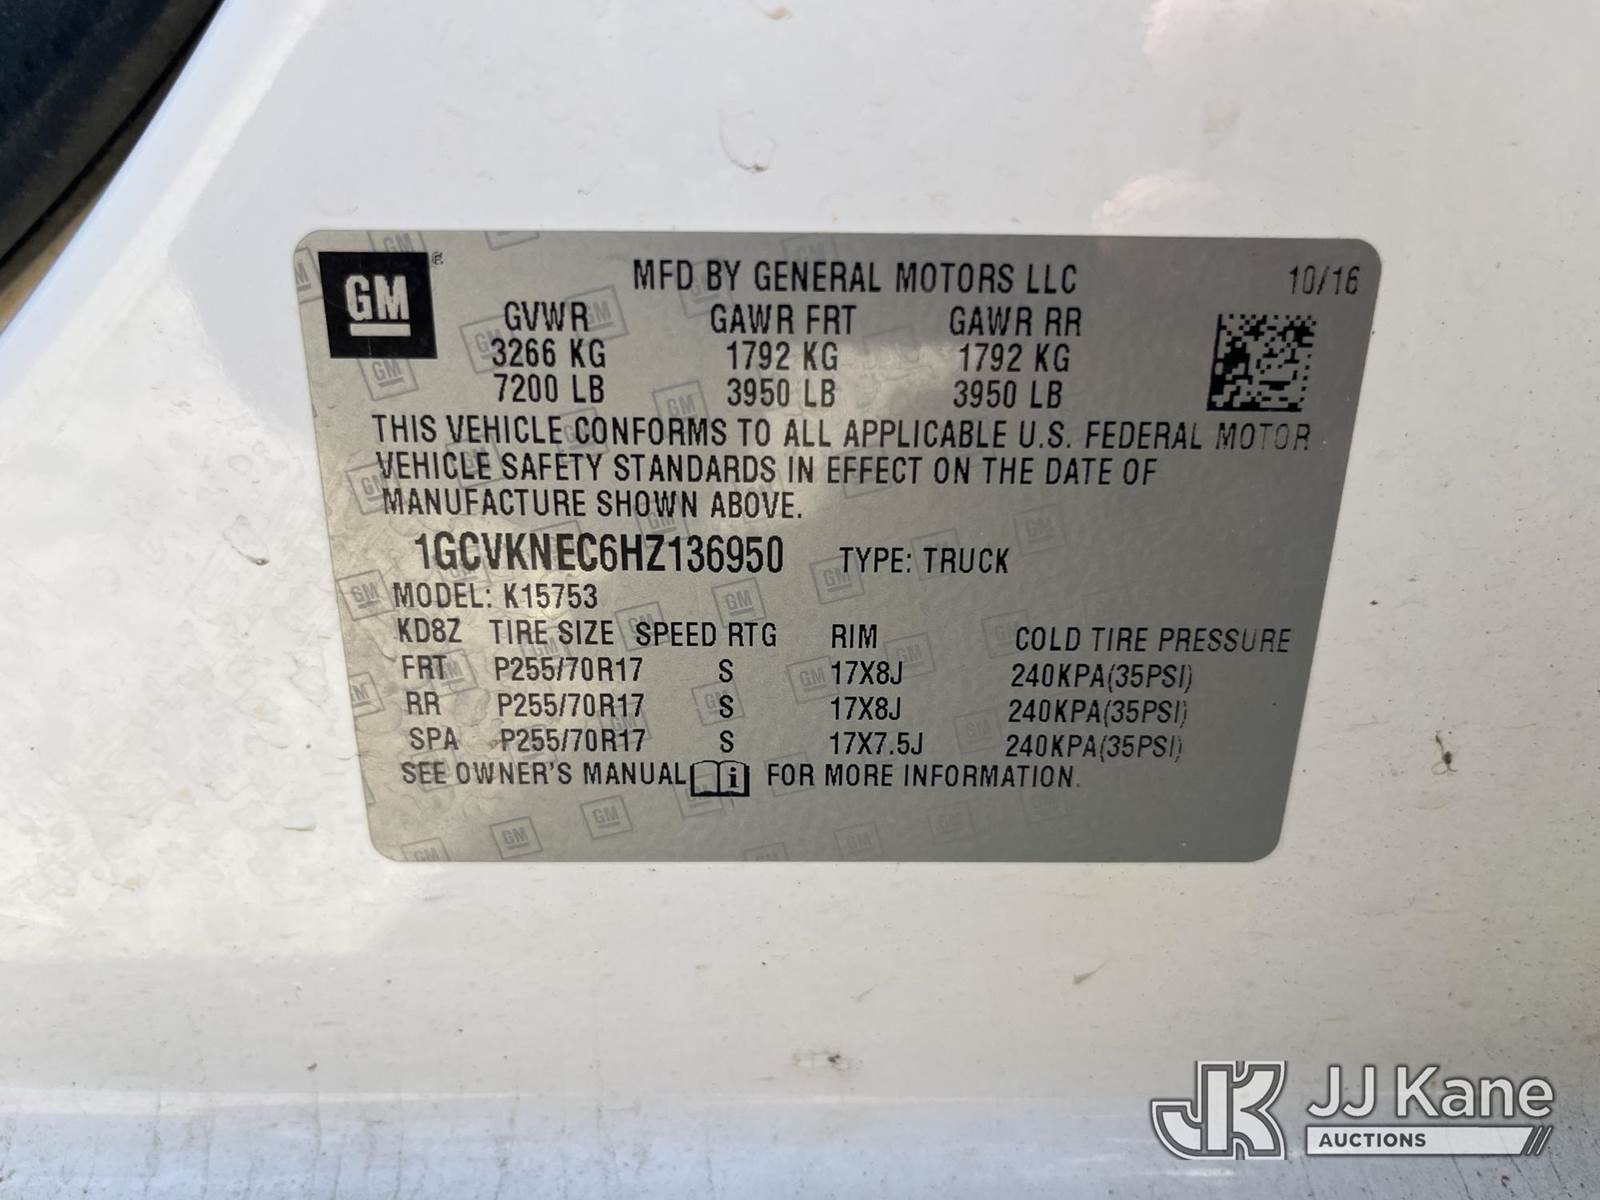 GM
MFD BY GENERAL MOTORS LLC 10/16
GVWR GAWR FRT GAWR RR
3266 KG 1792 KG 1792 KG
7200 LB 3950 LB 3950 LB
THIS VEHICLE CONFORMS TO ALL APPLICABLE U.S. FEDERAL MOTOR
VEHICLE SAFETY STANDARDS IN EFFECT ON THE DATE OF
MANUFACTURE SHOWN ABOVE.
1GCVKNEC6HZ136950 TYPE: TRUCK
MODEL: K15753
KD8Z TIRE SIZE SPEED RTG RIM COLD TIRE PRESSURE
FRT P255/70R17 S 17X8J 240KPA(35PSI)
RR P255/70R17 S 17X8J 240KPA(35PSI)
SPA P255/70R17 S 17X7.5J 240KPA(35PSI)
SEE OWNER'S MANUAL i FOR MORE INFORMATION.
JK JJ Kane
AUCTIONS